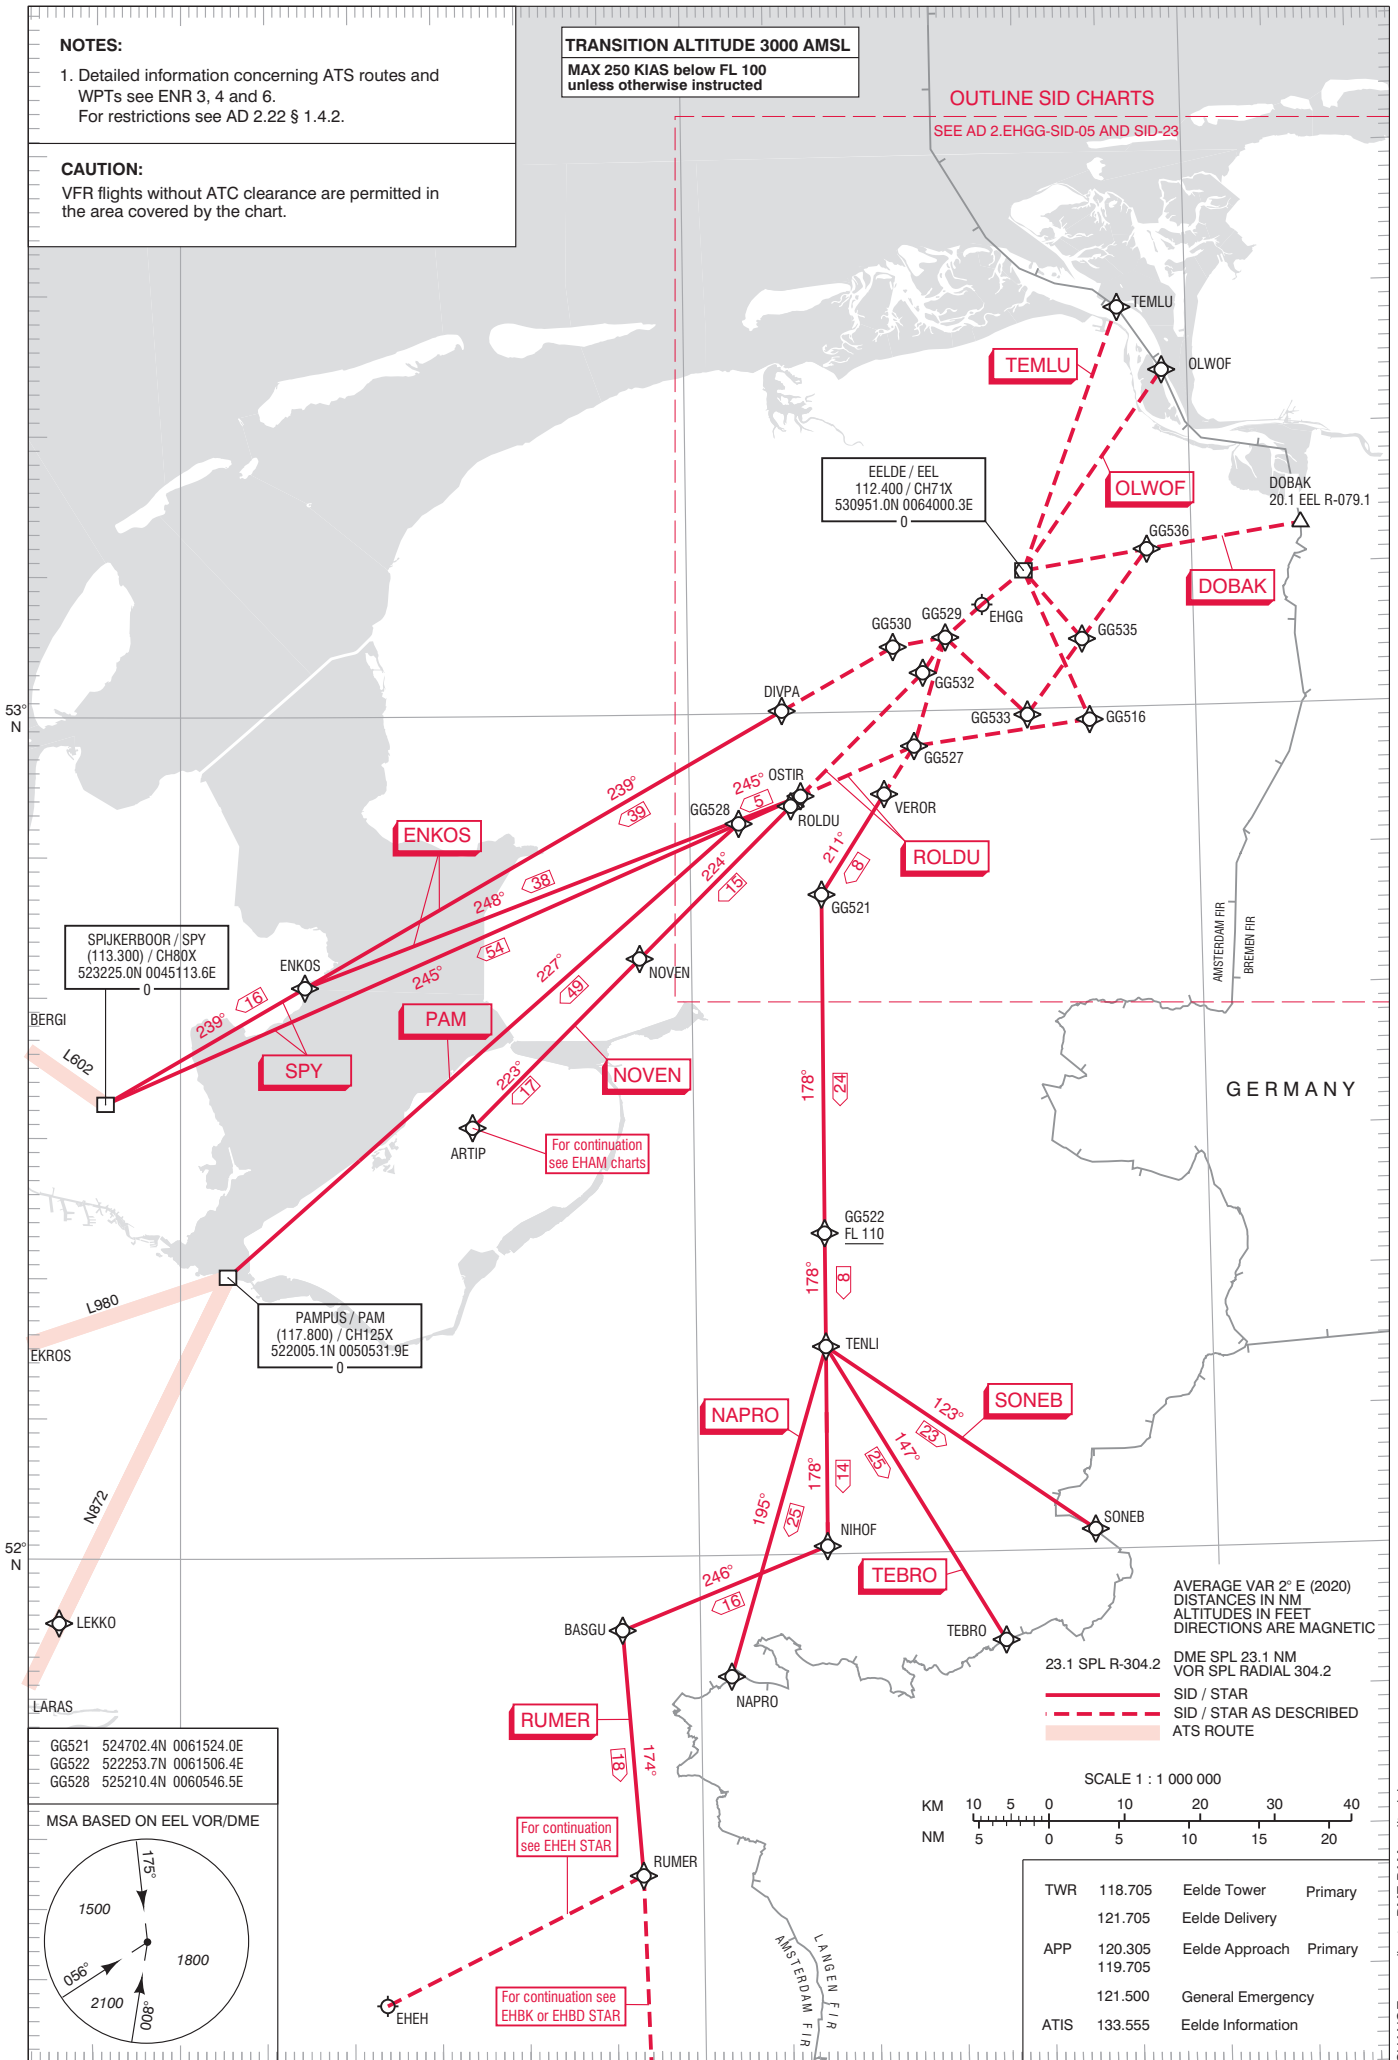 NOTES:
1. Detailed information concerning ATS routes and
WPTs see ENR 3, 4 and 6.
For restrictions see AD 2.22 § 1.4.2.
CAUTION:
VFR flights without ATC clearance are permitted in
the area covered by the chart.
TRANSITION ALTITUDE 3000 AMSL
MAX 250 KIAS below FL 100
unless otherwise instructed
OUTLINE SID CHARTS
SEE AD 2.EHGG-SID-05 AND SID-23
TEMLU
TEMLU
OLWOF
OLWOF
EELDE / EEL
112.400 / CH71X
530951.0N 0064000.3E
0
DOBAK
20.1 EEL R-079.1
GG536
DOBAK
EHGG
GG529
GG530
GG535
GG532
DIVPA
53°
N
GG533
GG516
GG527
OSTIR
245°
5
VEROR
ROLDU
GG528
239°
39
ROLDU
ENKOS
211°
8
224°
15
38
248°
GG521
SPIJKERBOOR / SPY
(113.300) / CH80X
523225.0N 0045113.6E
0
54
245°
ENKOS
227°
49
NOVEN
AMSTERDAM FIR
BREMEN FIR
16
239°
BERGI
L602
PAM
SPY
NOVEN
223°
17
178°
24
GERMANY
ARTIP
For continuation
see EHAM charts
GG522
FL 110
178°
8
L980
EKROS
PAMPUS / PAM
(117.800) / CH125X
522005.1N 0050531.9E
0
TENLI
NAPRO
SONEB
123°
23
147°
25
178°
14
195°
25
N872
SONEB
NIHOF
52°
N
246°
16
TEBRO
LEKKO
BASGU
TEBRO
NAPRO
AVERAGE VAR 2° E (2020)
DISTANCES IN NM
ALTITUDES IN FEET
DIRECTIONS ARE MAGNETIC
23.1 SPL R-304.2
DME SPL 23.1 NM
VOR SPL RADIAL 304.2
SID / STAR
SID / STAR AS DESCRIBED
ATS ROUTE
LARAS
RUMER
18
174°
GG521 524702.4N 0061524.0E
GG522 522253.7N 0061506.4E
GG528 525210.4N 0060546.5E
SCALE 1 : 1 000 000
KM 10 5 0 10 20 30 40
NM 5 0 5 10 15 20
MSA BASED ON EEL VOR/DME
175°
1500
1800
056°
2100
008°
For continuation
see EHEH STAR
RUMER
EHEH
For continuation see
EHBK or EHBD STAR
LANGEN FIR
AMSTERDAM FIR
TWR 118.705 Eelde Tower Primary
121.705 Eelde Delivery
APP 120.305 Eelde Approach Primary
119.705
121.500 General Emergency
ATIS 133.555 Eelde Information